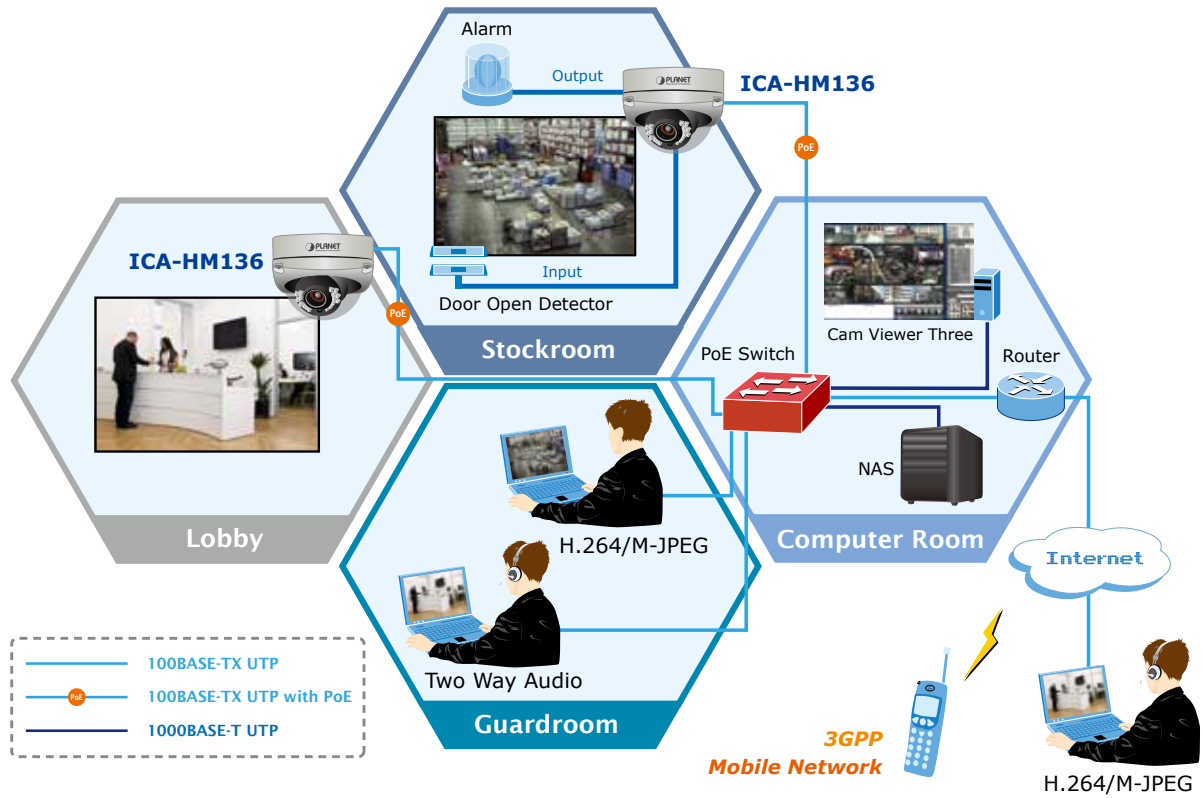 Alarm
Output
PLANET
ICA-HM136
PoE
Input
Door Open Detector
Stockroom
PLANET
ICA-HM136
PoE
Lobby
Cam Viewer Three
PoE Switch
Router
NAS
Computer Room
H.264/M-JPEG
Two Way Audio
Guardroom
Internet
100BASE-TX UTP
PoE
100BASE-TX UTP with PoE
1000BASE-T UTP
3GPP
Mobile Network
H.264/M-JPEG